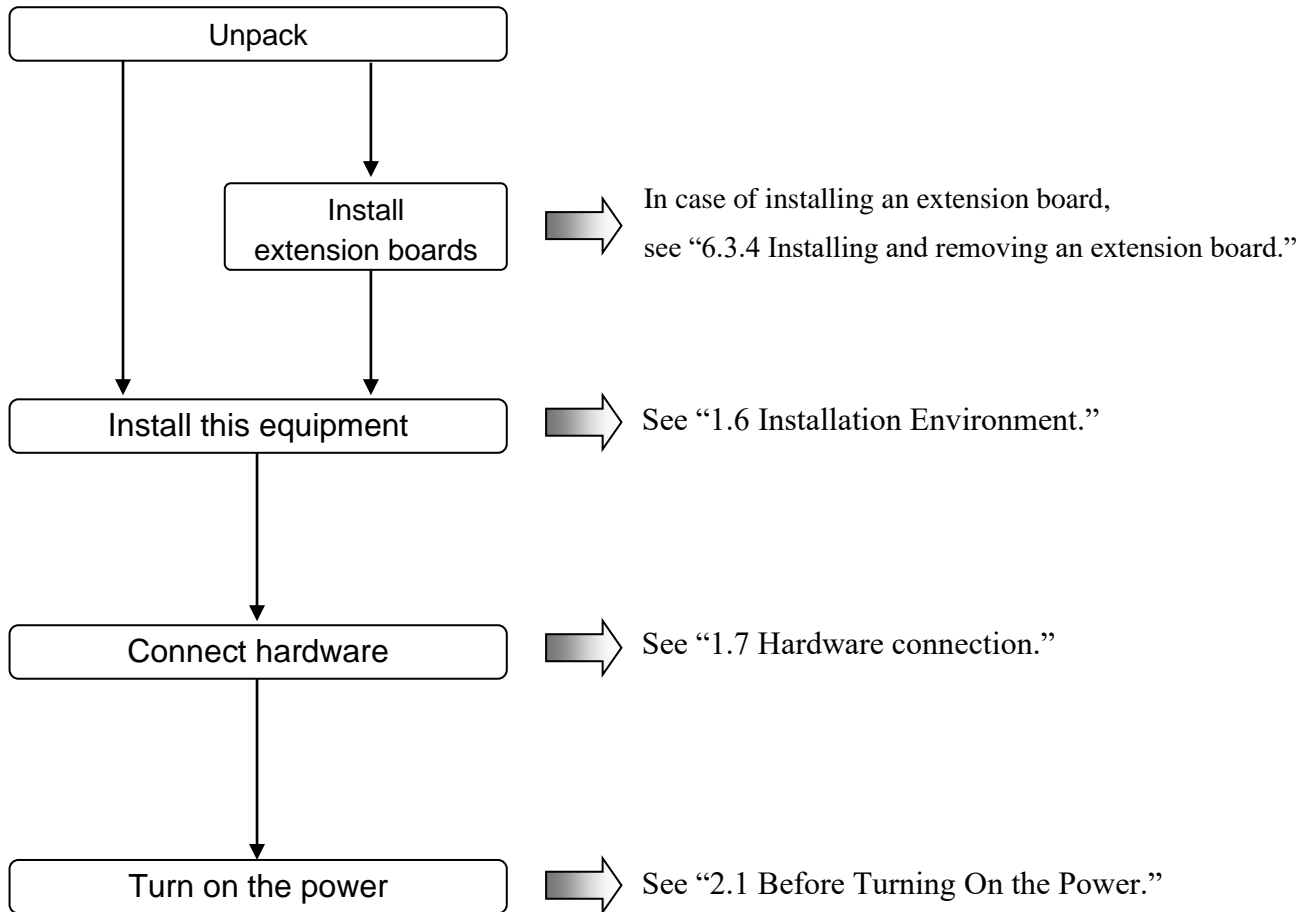 Unpack
Install
extension boards
In case of installing an extension board,
see “6.3.4 Installing and removing an extension board.”
Install this equipment
See “1.6 Installation Environment.”
Connect hardware
See “1.7 Hardware connection.”
Turn on the power
See “2.1 Before Turning On the Power.”